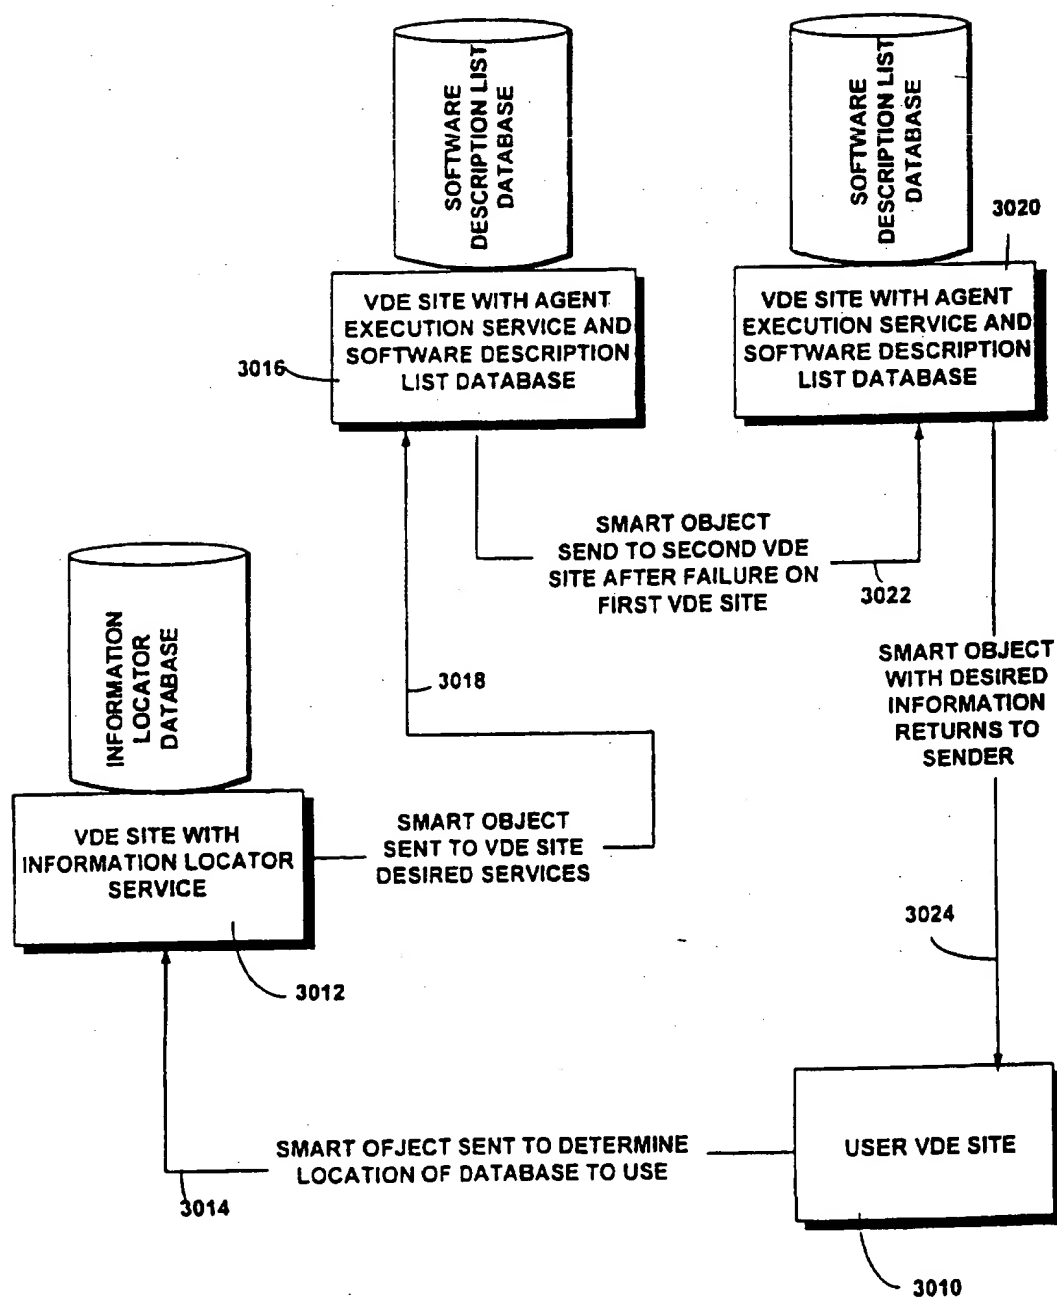 SOFTWARE
DESCRIPTION LIST
DATABASE
SOFTWARE
DESCRIPTION LIST
DATABASE
3020
VDE SITE WITH AGENT
EXECUTION SERVICE AND
SOFTWARE DESCRIPTION
LIST DATABASE
VDE SITE WITH AGENT
EXECUTION SERVICE AND
SOFTWARE DESCRIPTION
LIST DATABASE
3016
SMART OBJECT
SEND TO SECOND VDE
SITE AFTER FAILURE ON
FIRST VDE SITE
3022
INFORMATION
LOCATOR
DATABASE
3018
SMART OBJECT
WITH DESIRED
INFORMATION
RETURNS TO
SENDER
VDE SITE WITH
INFORMATION LOCATOR
SERVICE
SMART OBJECT
SENT TO VDE SITE
DESIRED SERVICES
3024
3012
SMART OFJECT SENT TO DETERMINE
LOCATION OF DATABASE TO USE
USER VDE SITE
3014
3010